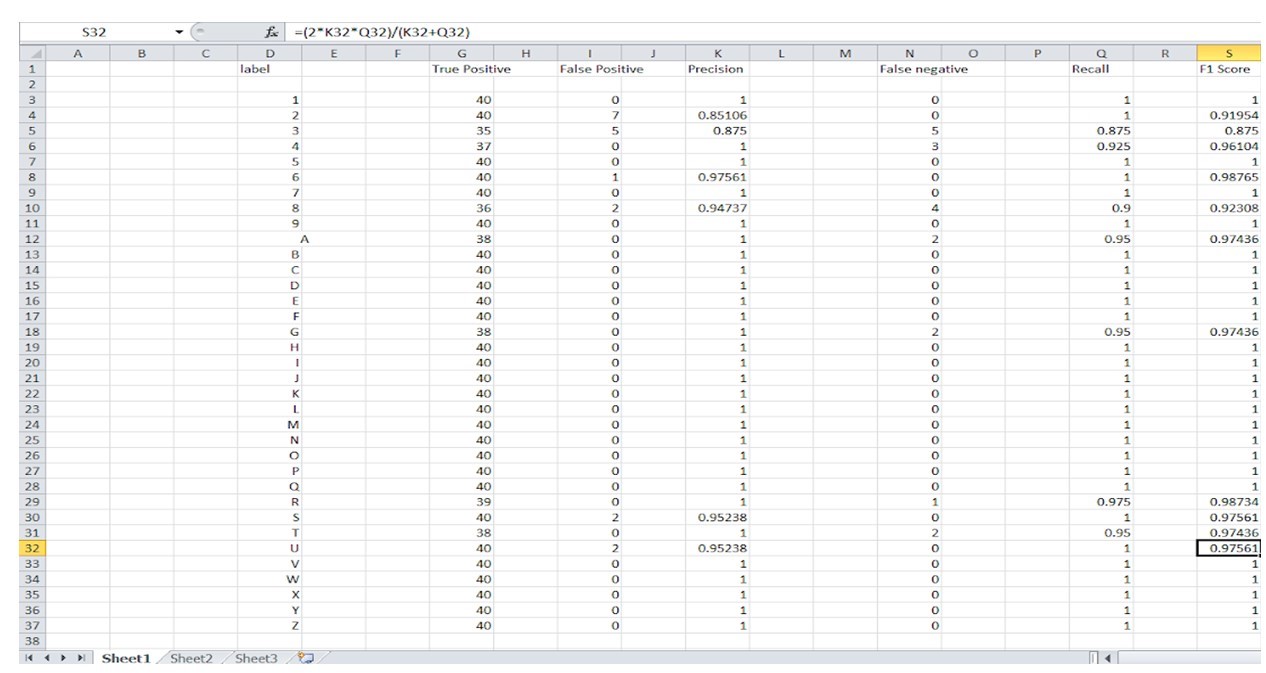 S32 fx =(2*K32*Q32)/(K32+Q32)
A B C D E F G H I J K L M N O P Q R S
1 label True Positive False Positive Precision False negative Recall F1 Score
2
3 1 40 0 1 0 1 1
4 2 40 7 0.85106 0 1 0.91954
5 3 35 5 0.875 5 0.875 0.875
6 4 37 0 1 3 0.925 0.96104
7 5 40 0 1 0 1 1
8 6 40 1 0.97561 0 1 0.98765
9 7 40 0 1 0 1 1
10 8 36 2 0.94737 4 0.9 0.92308
11 9 40 0 1 0 1 1
12 A 38 0 1 2 0.95 0.97436
13 B 40 0 1 0 1 1
14 C 40 0 1 0 1 1
15 D 40 0 1 0 1 1
16 E 40 0 1 0 1 1
17 F 40 0 1 0 1 1
18 G 38 0 1 2 0.95 0.97436
19 H 40 0 1 0 1 1
20 I 40 0 1 0 1 1
21 J 40 0 1 0 1 1
22 K 40 0 1 0 1 1
23 L 40 0 1 0 1 1
24 M 40 0 1 0 1 1
25 N 40 0 1 0 1 1
26 O 40 0 1 0 1 1
27 P 40 0 1 0 1 1
28 Q 40 0 1 0 1 1
29 R 39 0 1 1 0.975 0.98734
30 S 40 2 0.95238 0 1 0.97561
31 T 38 0 1 2 0.95 0.97436
32 U 40 2 0.95238 0 1 0.97561
33 V 40 0 1 0 1 1
34 W 40 0 1 0 1 1
35 X 40 0 1 0 1 1
36 Y 40 0 1 0 1 1
37 Z 40 0 1 0 1 1
38
Sheet1 Sheet2 Sheet3